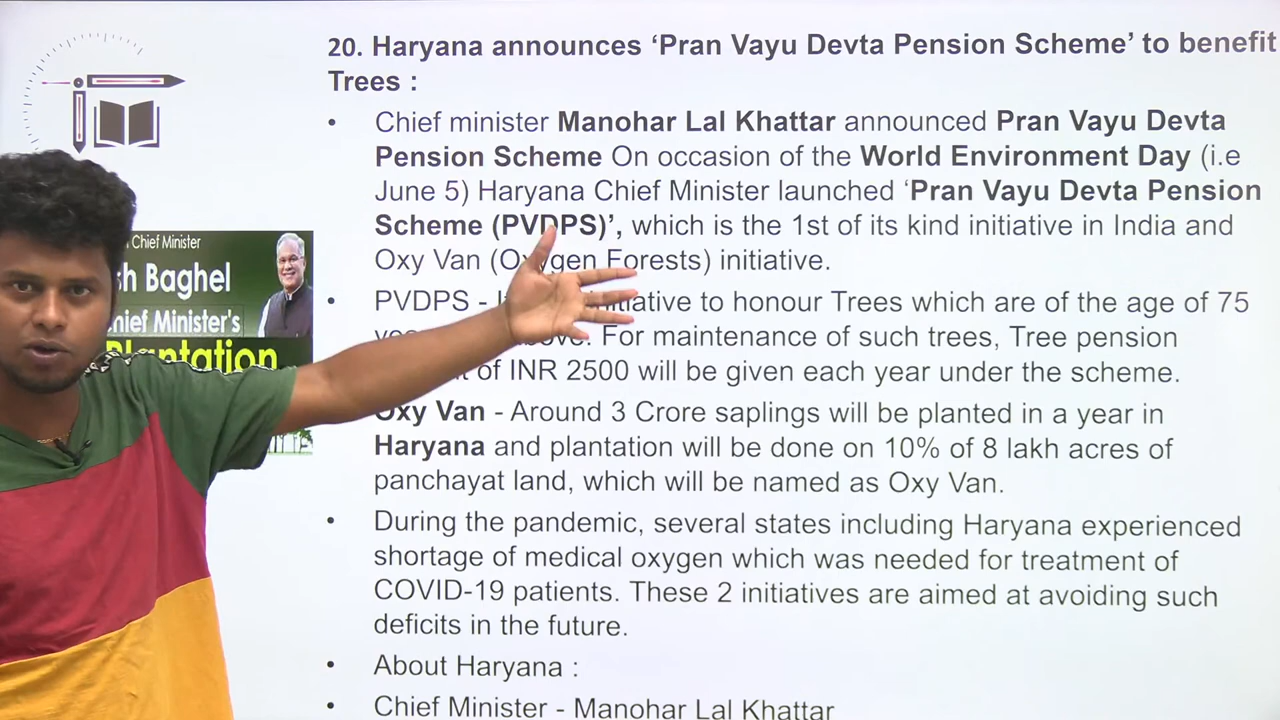 20. Haryana announces ‘Pran Vayu Devta Pension Scheme’ to benefit
Trees :
• Chief minister Manohar Lal Khattar announced Pran Vayu Devta
Pension Scheme On occasion of the World Environment Day (i.e
June 5) Haryana Chief Minister launched ‘Pran Vayu Devta Pension
Scheme (PVDPS)’, which is the 1st of its kind initiative in India and
Oxy Van (Oxygen Forests) initiative.
• PVDPS - to honour Trees which are of the age of 75
For maintenance of such trees, Tree pension
of INR 2500 will be given each year under the scheme.
Oxy Van - Around 3 Crore saplings will be planted in a year in
Haryana and plantation will be done on 10% of 8 lakh acres of
panchayat land, which will be named as Oxy Van.
• During the pandemic, several states including Haryana experienced
shortage of medical oxygen which was needed for treatment of
COVID-19 patients. These 2 initiatives are aimed at avoiding such
deficits in the future.
• About Haryana :
• Chief Minister - Manohar Lal Khattar
Chief Minister
Baghel
Minister's
Plantation